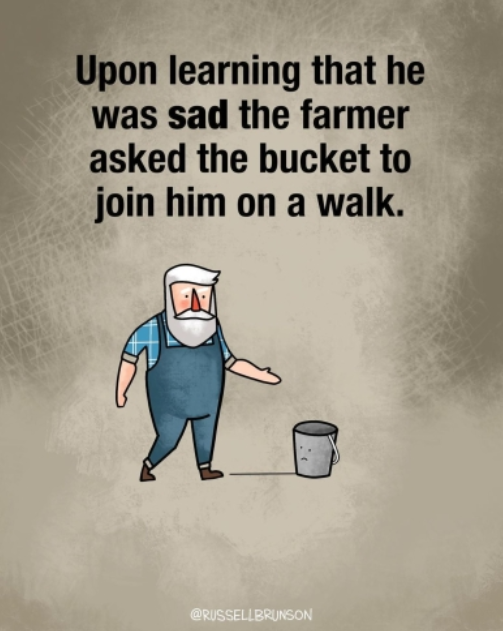 Upon learning that he
was sad the farmer
asked the bucket to
join him on a walk.
@RUSSELLBRUNSON